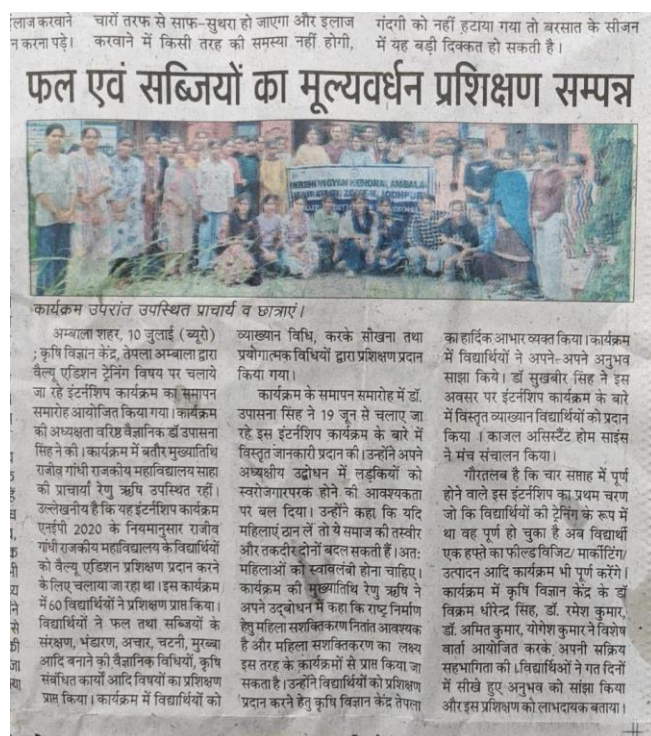 लाज करवाने
न करना पड़े।
चारों तरफ से साफ-सुथरा हो जाएगा और इलाज
करवाने में किसी तरह की समस्या नहीं होगी,
गंदगी को नहीं हटाया गया तो बरसात के सीजन
में यह बड़ी दिक्कत हो सकती है।
फल एवं सब्जियों का मूल्यवर्धन प्रशिक्षण सम्पन्न
KRISHI VIGYAN KENDRA, AMBALA
कार्यक्रम उपरांत उपस्थित प्राचार्य व छात्राएं।
अम्बाला शहर, 10 जुलाई (ब्यूरो)
; कृषि विज्ञान केंद्र, तेपला अम्बाला द्वारा
वैल्यू एडिशन ट्रेनिंग विषय पर चलाये
जा रहे इंटर्नशिप कार्यक्रम का समापन
समारोह आयोजित किया गया। कार्यक्रम
की अध्यक्षता वरिष्ठ वैज्ञानिक डॉ उपासना
सिंह ने की। कार्यक्रम में बतौर मुख्यातिथि
राजीव गांधी राजकीय महाविद्यालय साहा
की प्राचार्या रेणु ऋषि उपस्थित रहीं।
उल्लेखनीय है कि यह इंटर्नशिप कार्यक्रम
एनईपी 2020 के नियमानुसार राजीव
गांधी राजकीय महाविद्यालय के विद्यार्थियों
को वैल्यू एडिशन प्रशिक्षण प्रदान करने
के लिए चलाया जा रहा था। इस कार्यक्रम
में 60 विद्यार्थियों ने प्रशिक्षण प्राप्त किया।
विद्यार्थियों ने फल तथा सब्जियों के
संरक्षण, भंडारण, अचार, चटनी, मुरब्बा
आदि बनाने की वैज्ञानिक विधियों, कृषि
संबंधित कार्यों आदि विषयों का प्रशिक्षण
प्राप्त किया। कार्यक्रम में विद्यार्थियों को
व्याख्यान विधि, करके सीखना तथा
प्रयोगात्मक विधियों द्वारा प्रशिक्षण प्रदान
किया गया।
कार्यक्रम के समापन समारोह में डॉ.
उपासना सिंह ने 19 जून से चलाए जा
रहे इस इंटर्नशिप कार्यक्रम के बारे में
विस्तृत जानकारी प्रदान की। उन्होंने अपने
अध्यक्षीय उद्बोधन में लड़कियों को
स्वरोजगारपरक होने की आवश्यकता
पर बल दिया। उन्होंने कहा कि यदि
महिलाएं ठान लें तो ये समाज की तस्वीर
और तकदीर दोनों बदल सकती हैं। अत:
महिलाओं को स्वावलंबी होना चाहिए।
कार्यक्रम की मुख्यातिथि रेणु ऋषि ने
अपने उद्बोधन में कहा कि राष्ट्र निर्माण
हेतु महिला सशक्तिकरण नितांत आवश्यक
है और महिला सशक्तिकरण का लक्ष्य
इस तरह के कार्यक्रमों से प्राप्त किया जा
सकता है। उन्होंने विद्यार्थियों को प्रशिक्षण
प्रदान करने हेतु कृषि विज्ञान केंद्र तेपला
का हार्दिक आभार व्यक्त किया। कार्यक्रम
में विद्यार्थियों ने अपने-अपने अनुभव
साझा किये। डॉ सुखबीर सिंह ने इस
अवसर पर इंटर्नशिप कार्यक्रम के बारे
में विस्तृत व्याख्यान विद्यार्थियों को प्रदान
किया । काजल असिस्टेंट होम साइंस
ने मंच संचालन किया।
गौरतलब है कि चार सप्ताह में पूर्ण
होने वाले इस इंटर्नशिप का प्रथम चरण
जो कि विद्यार्थियों की ट्रेनिंग के रूप में
था वह पूर्ण हो चुका है अब विद्यार्थी
एक हफ्ते का फील्ड विजिट/ मार्कीटिंग/
उत्पादन आदि कार्यक्रम भी पूर्ण करेंगे।
कार्यक्रम में कृषि विज्ञान केंद्र के डॉ
विक्रम धीरेन्द्र सिंह, डॉ. रमेश कुमार,
डॉ. अमित कुमार, योगेश कुमार ने विशेष
वार्ता आयोजित करके अपनी सक्रिय
सहभागिता की। विद्यार्थिओं ने गत दिनों
में सीखे हुए अनुभव को सांझा किया
और इस प्रशिक्षण को लाभदायक बताया।